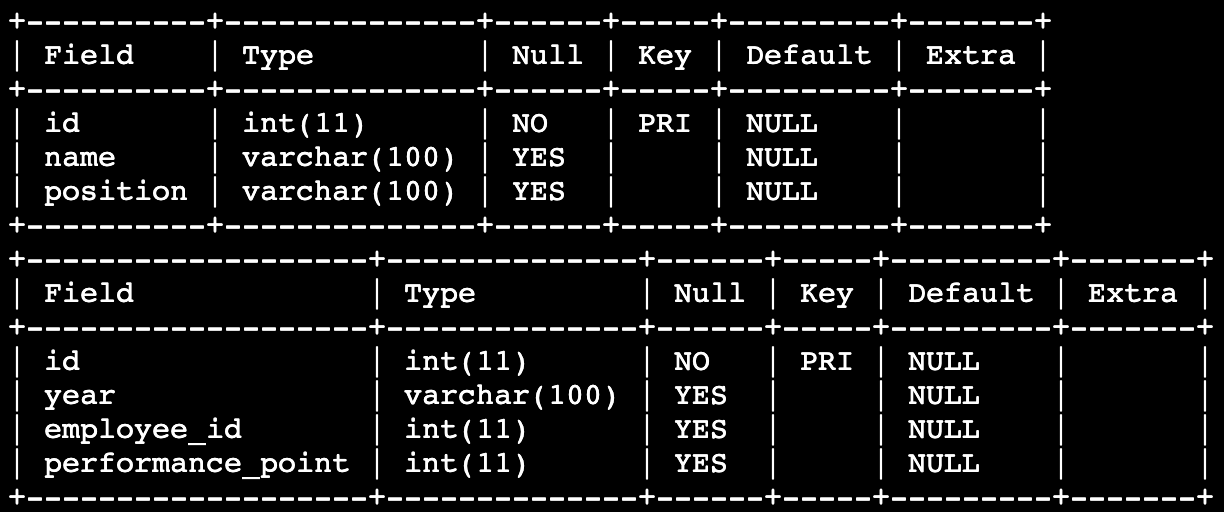 +----------+--------------+------+-----+---------+-------+
| Field    | Type         | Null | Key | Default | Extra |
+----------+--------------+------+-----+---------+-------+
| id       | int(11)      | NO   | PRI | NULL    |       |
| name     | varchar(100) | YES  |     | NULL    |       |
| position | varchar(100) | YES  |     | NULL    |       |
+----------+--------------+------+-----+---------+-------+
+-------------------+--------------+------+-----+---------+-------+
| Field             | Type         | Null | Key | Default | Extra |
+-------------------+--------------+------+-----+---------+-------+
| id                | int(11)      | NO   | PRI | NULL    |       |
| year              | varchar(100) | YES  |     | NULL    |       |
| employee_id       | int(11)      | YES  |     | NULL    |       |
| performance_point | int(11)      | YES  |     | NULL    |       |
+-------------------+--------------+------+-----+---------+-------+